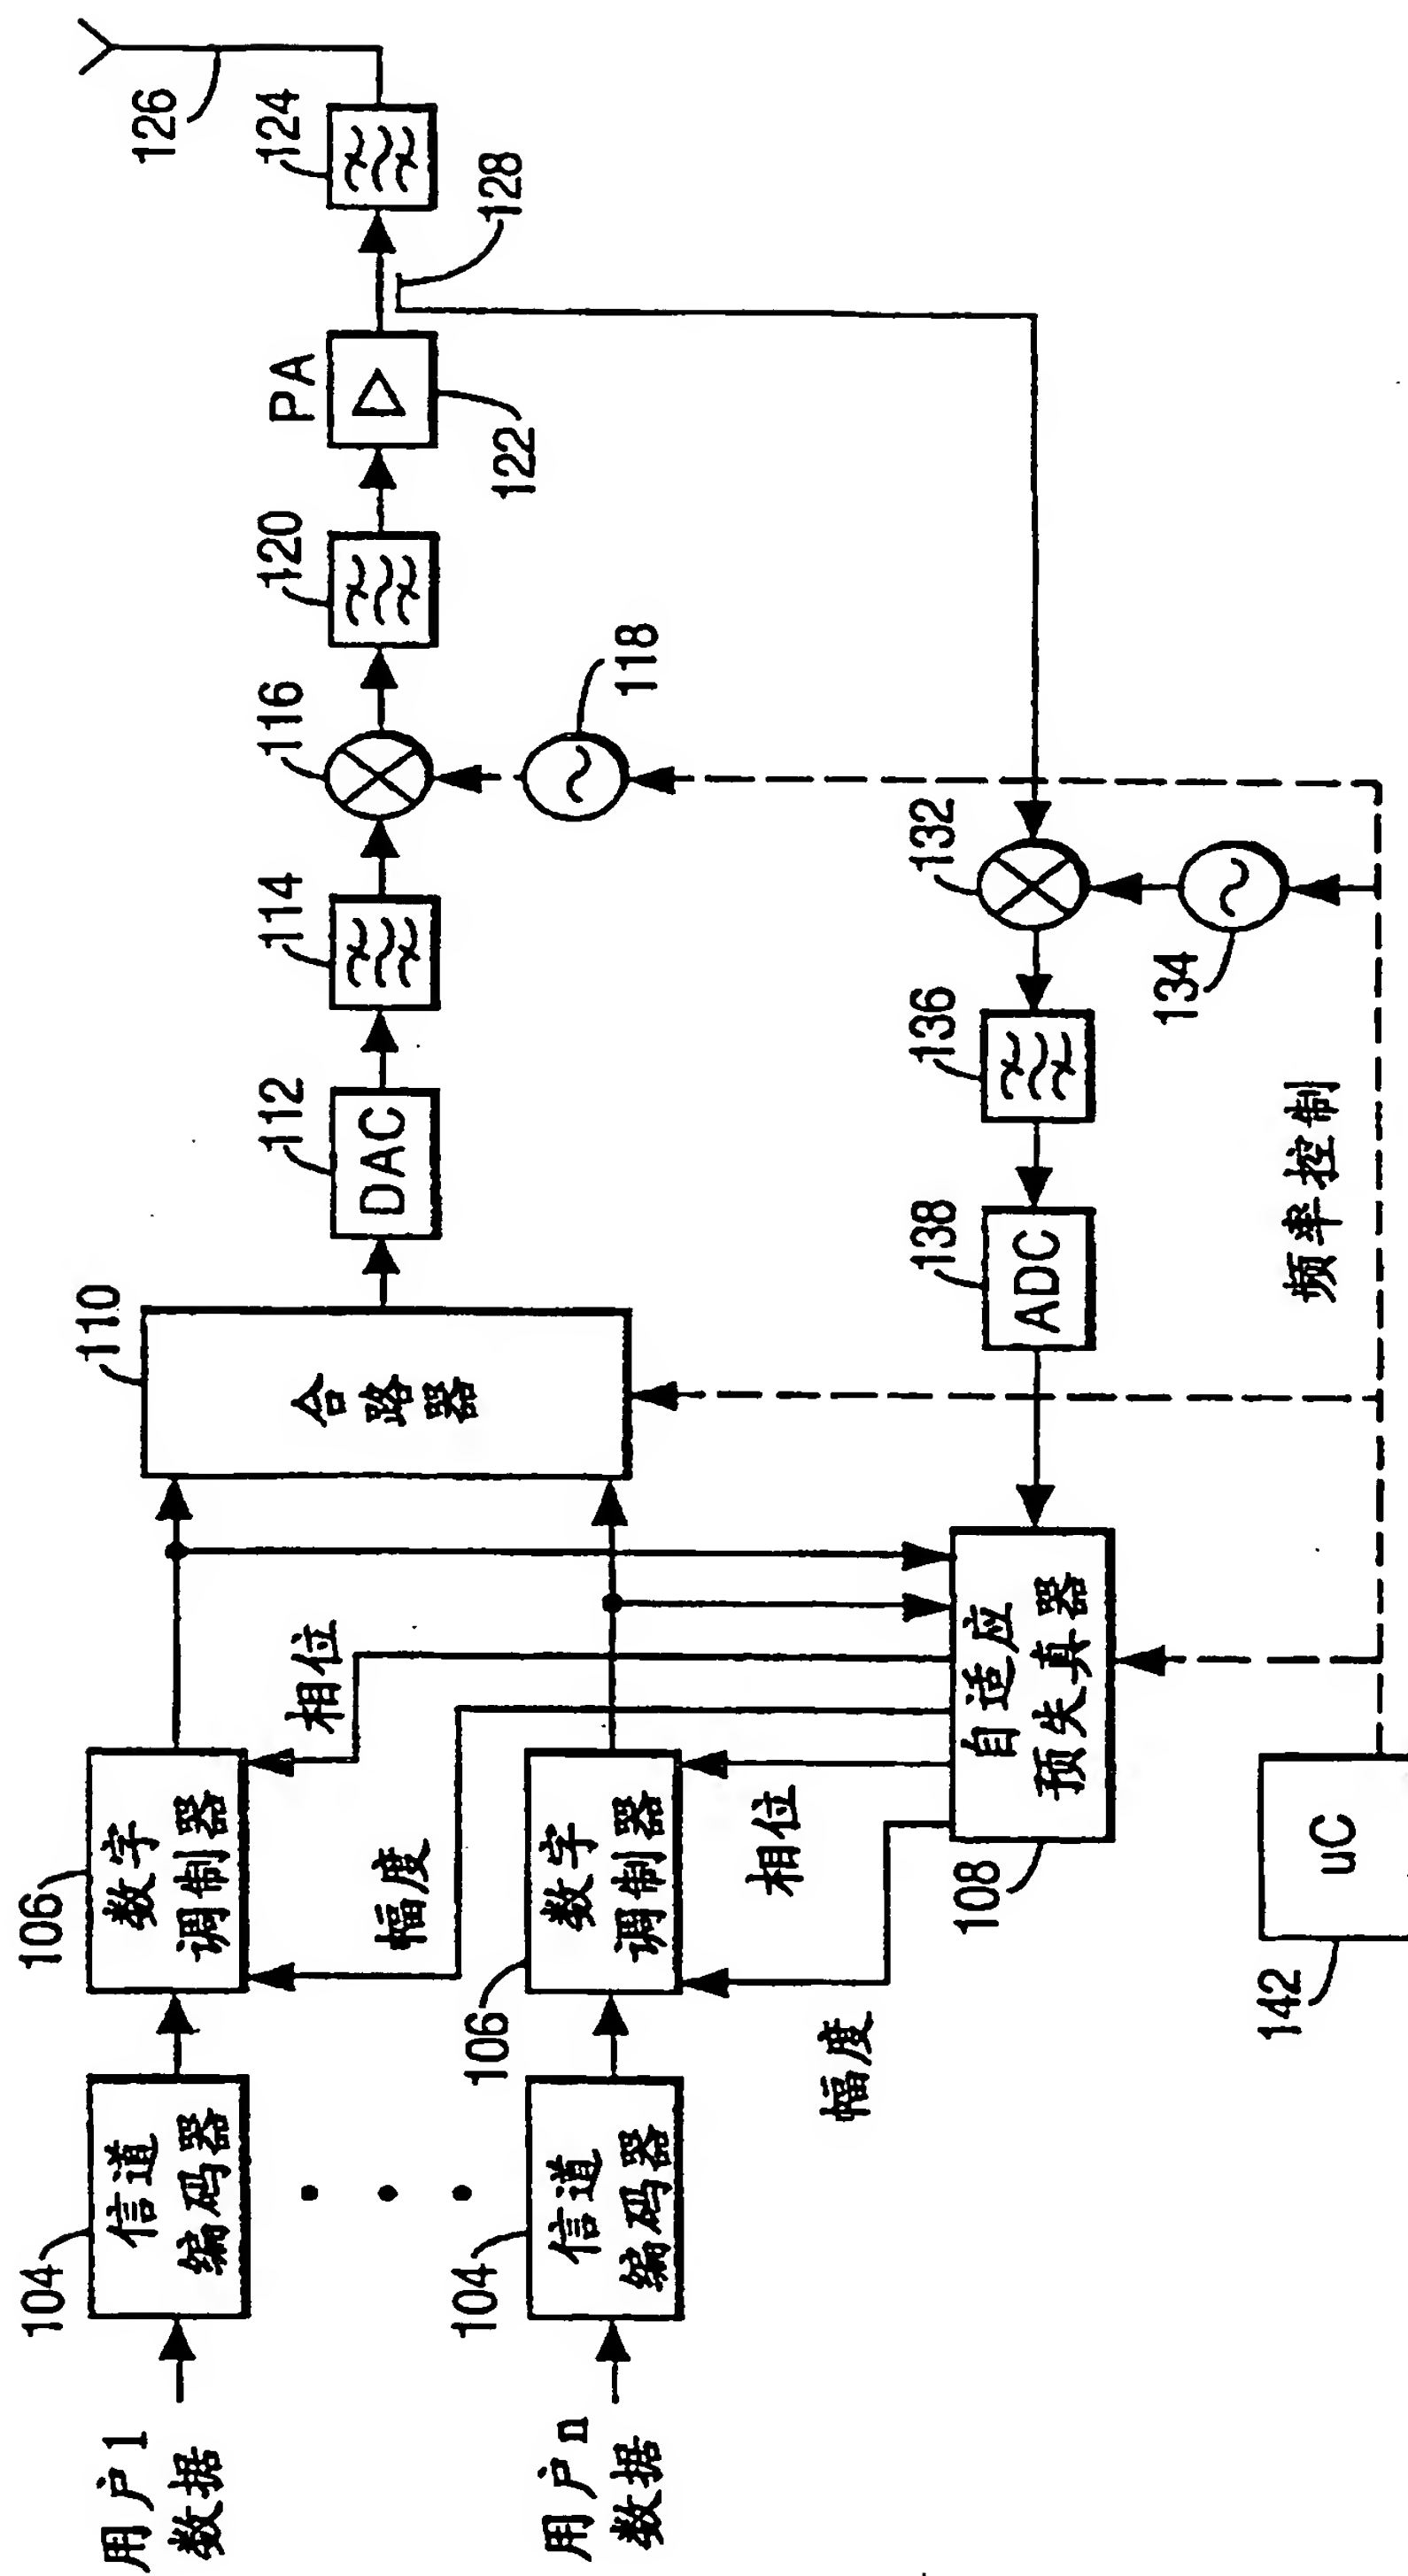 用户1
数据
104
信道
编码器
106
数字
调制器
相位
幅度
用户n
数据
104
信道
编码器
106
数字
调制器
相位
幅度
110
合路器
112
DAC
114
116
118
120
PA
122
124
126
128
132
134
136
138
ADC
108
自适应
预失真器
142
uC
频率控制